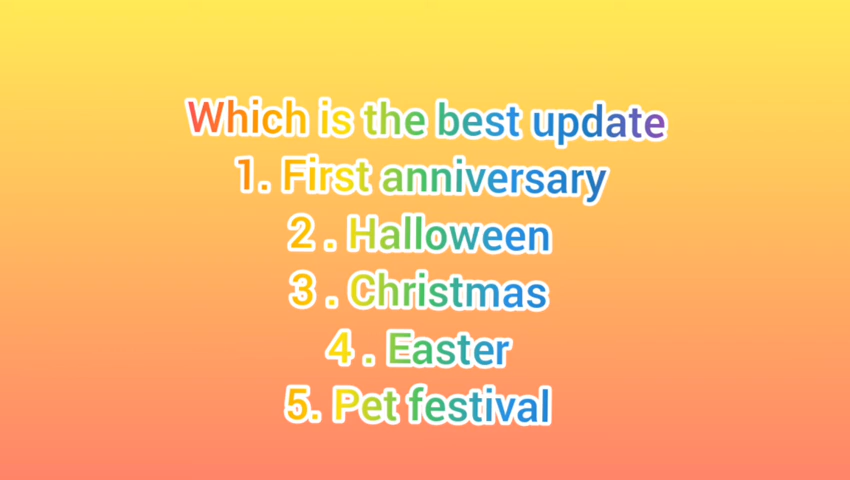 Which is the best update
1. First anniversary
2 . Halloween
3 . Christmas
4 . Easter
5. Pet festival